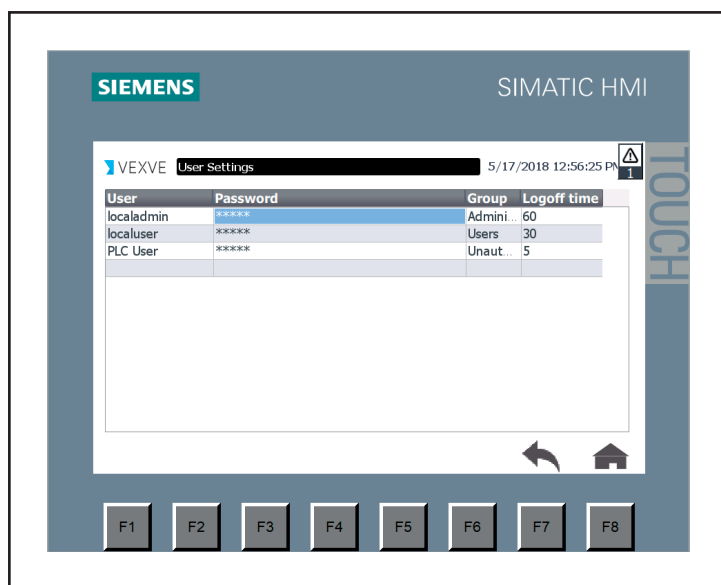 SIEMENS SIMATIC HMI
TOUCH
VEXVE User Settings 5/17/2018 12:56:25 PM
1
User Password Group Logoff time
localadmin ***** Admini... 60
localuser ***** Users 30
PLC User ***** Unaut... 5
F1 F2 F3 F4 F5 F6 F7 F8